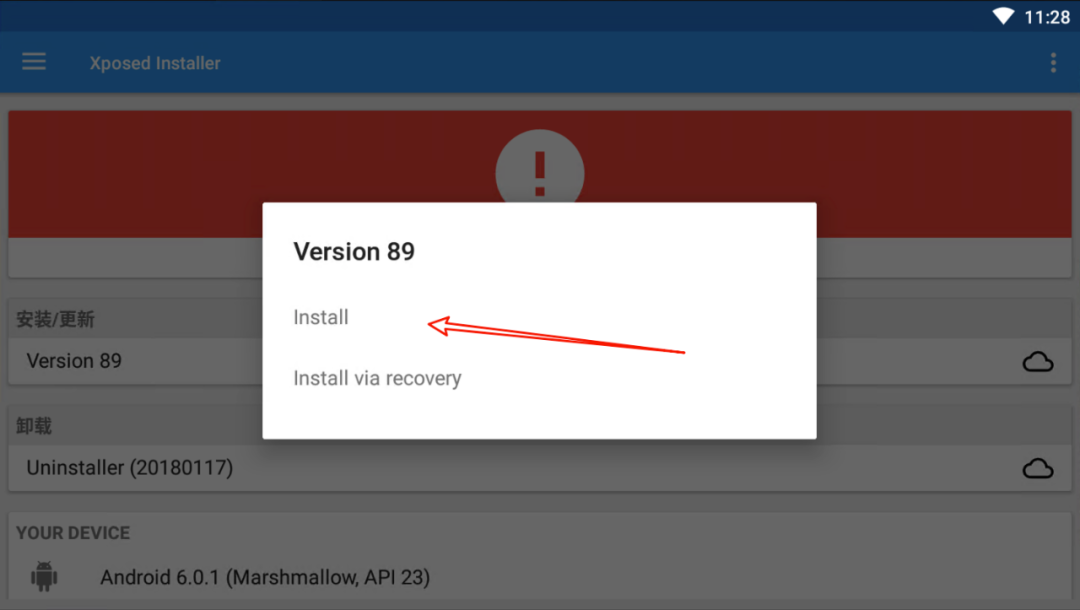 11:28
Xposed Installer
Version 89
Install
Install via recovery
安装/更新
Version 89
卸载
Uninstaller (20180117)
YOUR DEVICE
Android 6.0.1 (Marshmallow, API 23)